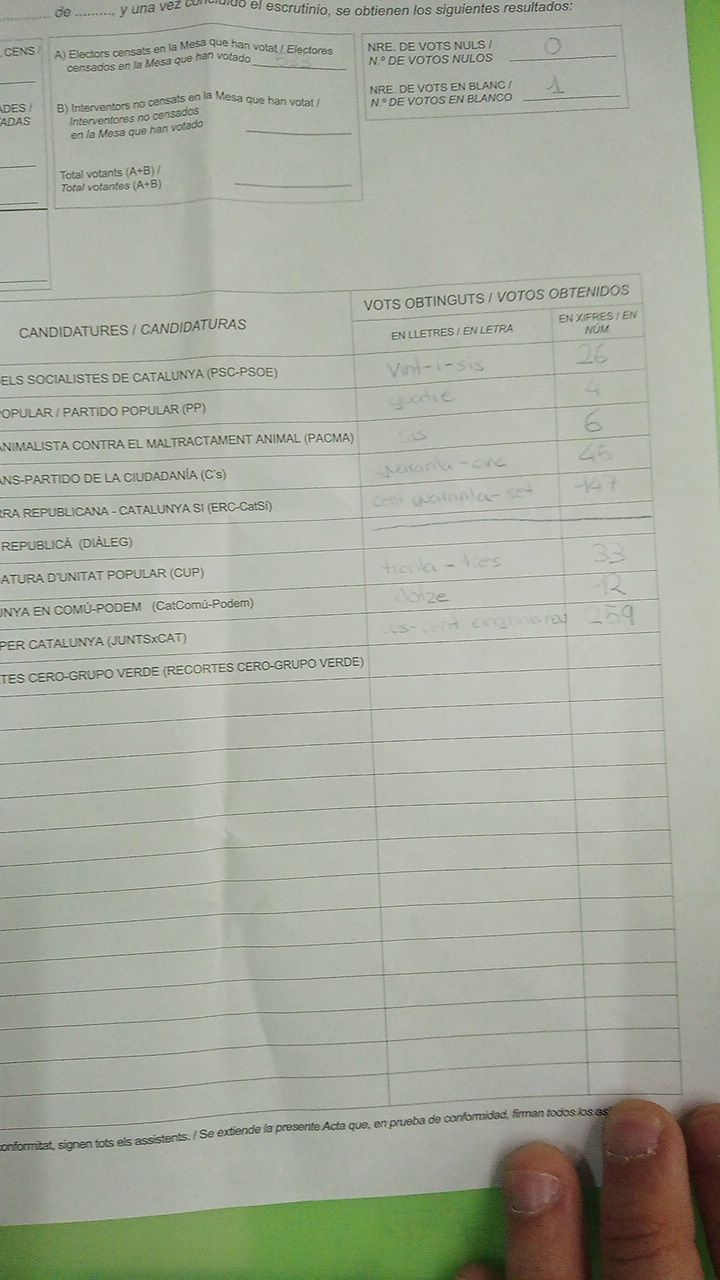 de ........, y una vez concluido el escrutinio, se obtienen los siguientes resultados:
CENS /
A) Electors censats en la Mesa que han votat / Electores
censados en la Mesa que han votado
NRE. DE VOTS NULS /
N.º DE VOTOS NULOS 0
ADES /
ADAS
B) Interventors no censats en la Mesa que han votat /
Interventores no censados
en la Mesa que han votado
NRE. DE VOTS EN BLANC /
N.º DE VOTOS EN BLANCO 1
Total votants (A+B) /
Total votantes (A+B)
CANDIDATURES / CANDIDATURAS
VOTS OBTINGUTS / VOTOS OBTENIDOS
EN LLETRES / EN LETRA
EN XIFRES / EN
NÚM.
ELS SOCIALISTES DE CATALUNYA (PSC-PSOE) Vint-i-sis 26
OPULAR / PARTIDO POPULAR (PP) quatre 4
ANIMALISTA CONTRA EL MALTRACTAMENT ANIMAL (PACMA) sis 6
ANS-PARTIDO DE LA CIUDADANÍA (C's) quaranta-cinc 45
RRA REPUBLICANA - CATALUNYA SI (ERC-CatSí) cent quaranta-set 147
REPUBLICÀ (DIÀLEG)
ATURA D'UNITAT POPULAR (CUP) trenta-tres 33
UNYA EN COMÚ-PODEM (CatComú-Podem) dotze 12
PER CATALUNYA (JUNTSxCAT) dos-cent cinquanta nou 259
TES CERO-GRUPO VERDE (RECORTES CERO-GRUPO VERDE)
conformitat, signen tots els assistents. / Se extiende la presente Acta que, en prueba de conformidad, firman todos los as